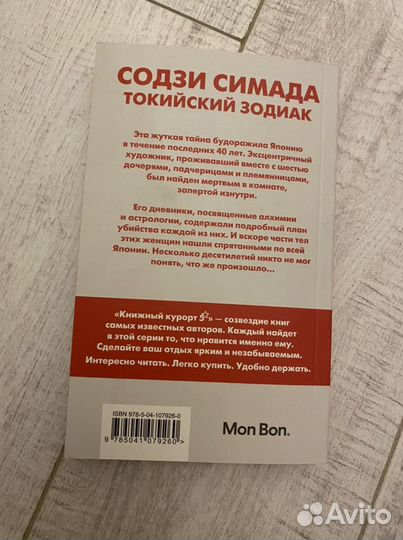 СОДЗИ СИМАДА
ТОКИЙСКИЙ ЗОДИАК
Эта жуткая тайна будоражила Японию
в течение последних 40 лет. Эксцентричный
художник, проживавший вместе с шестью
дочерями, падчерицами и племянницами,
был найден мертвым в комнате,
запертой изнутри.
Его дневники, посвященные алхимии
и астрологии, содержали подробный план
убийства каждой из них. И вскоре части тел
этих женщин нашли спрятанными по всей
Японии. Несколько десятилетий никто не мог
понять, что же произошло...
«Книжный курорт 5☆» — созвездие книг
самых известных авторов. Каждый найдет
в этой серии то, что нравится именно ему.
Сделайте ваш отдых ярким и незабываемым.
Интересно читать. Легко купить. Удобно держать.
ISBN 978-5-04-107926-0
9 785041 079260 >
Mon Bon.
Avito